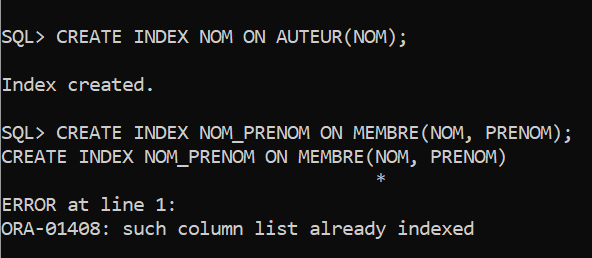 SQL> CREATE INDEX NOM ON AUTEUR(NOM);
Index created.
SQL> CREATE INDEX NOM_PRENOM ON MEMBRE(NOM, PRENOM);
CREATE INDEX NOM_PRENOM ON MEMBRE(NOM, PRENOM)
*
ERROR at line 1:
ORA-01408: such column list already indexed